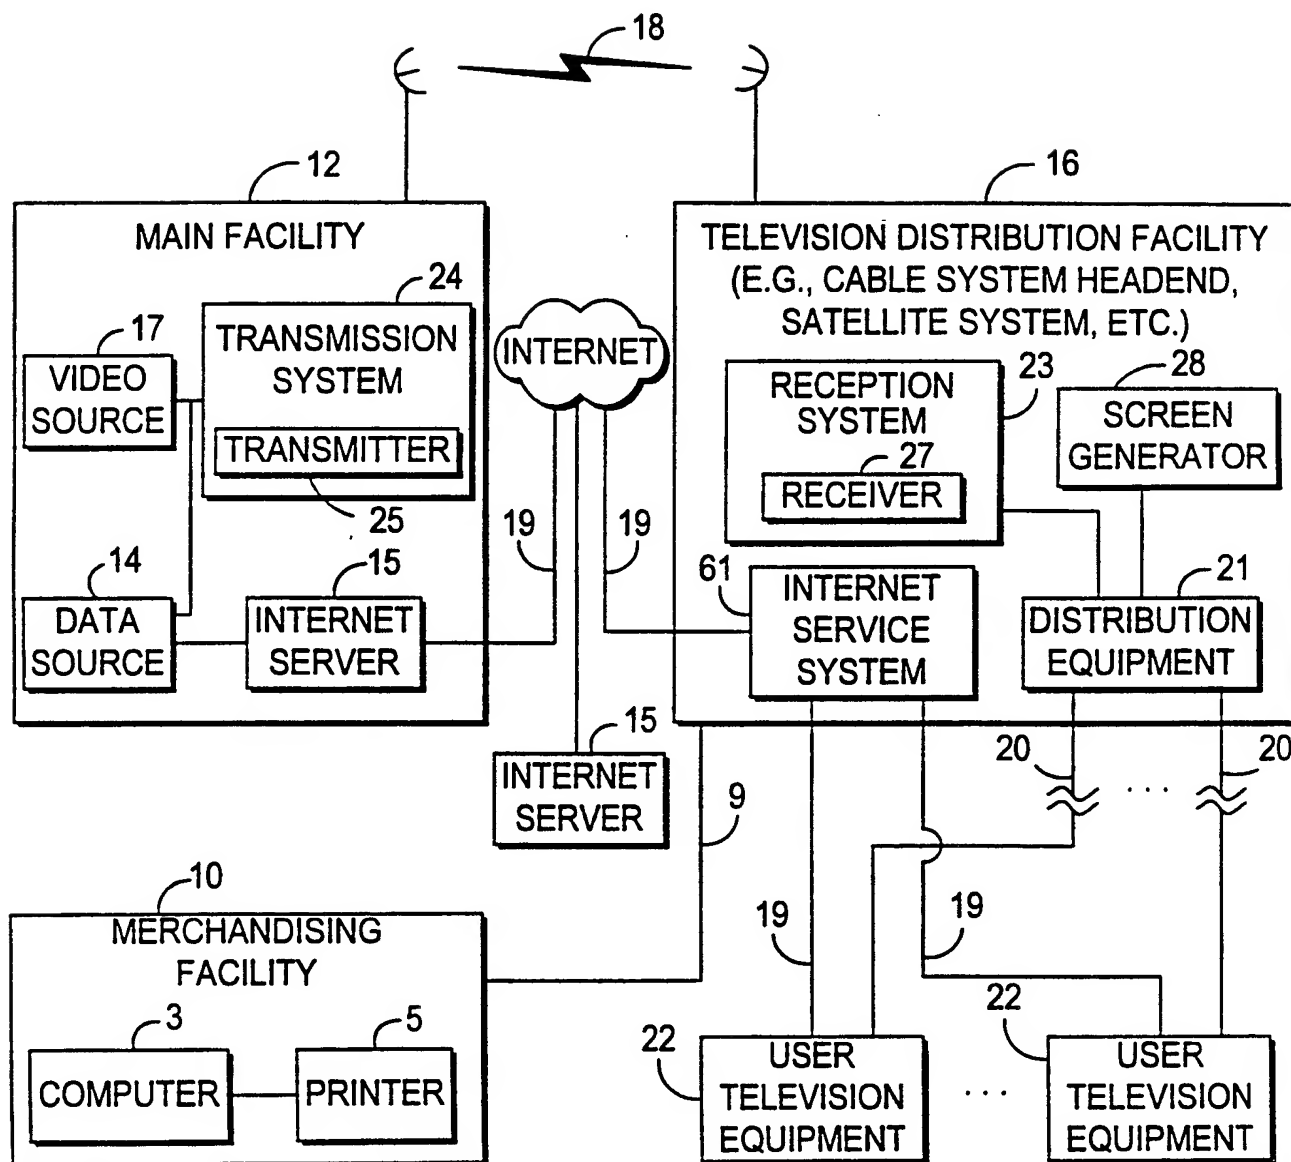 18
12
16
MAIN FACILITY
24
TRANSMISSION
SYSTEM
TRANSMITTER
25
17
VIDEO
SOURCE
14
DATA
SOURCE
15
INTERNET
SERVER
INTERNET
19
19
15
INTERNET
SERVER
TELEVISION DISTRIBUTION FACILITY
(E.G., CABLE SYSTEM HEADEND,
SATELLITE SYSTEM, ETC.)
RECEPTION
SYSTEM
23
27
RECEIVER
28
SCREEN
GENERATOR
61
INTERNET
SERVICE
SYSTEM
21
DISTRIBUTION
EQUIPMENT
20
. . .
20
9
10
MERCHANDISING
FACILITY
3
COMPUTER
5
PRINTER
19
19
22
USER
TELEVISION
EQUIPMENT
. . .
22
USER
TELEVISION
EQUIPMENT